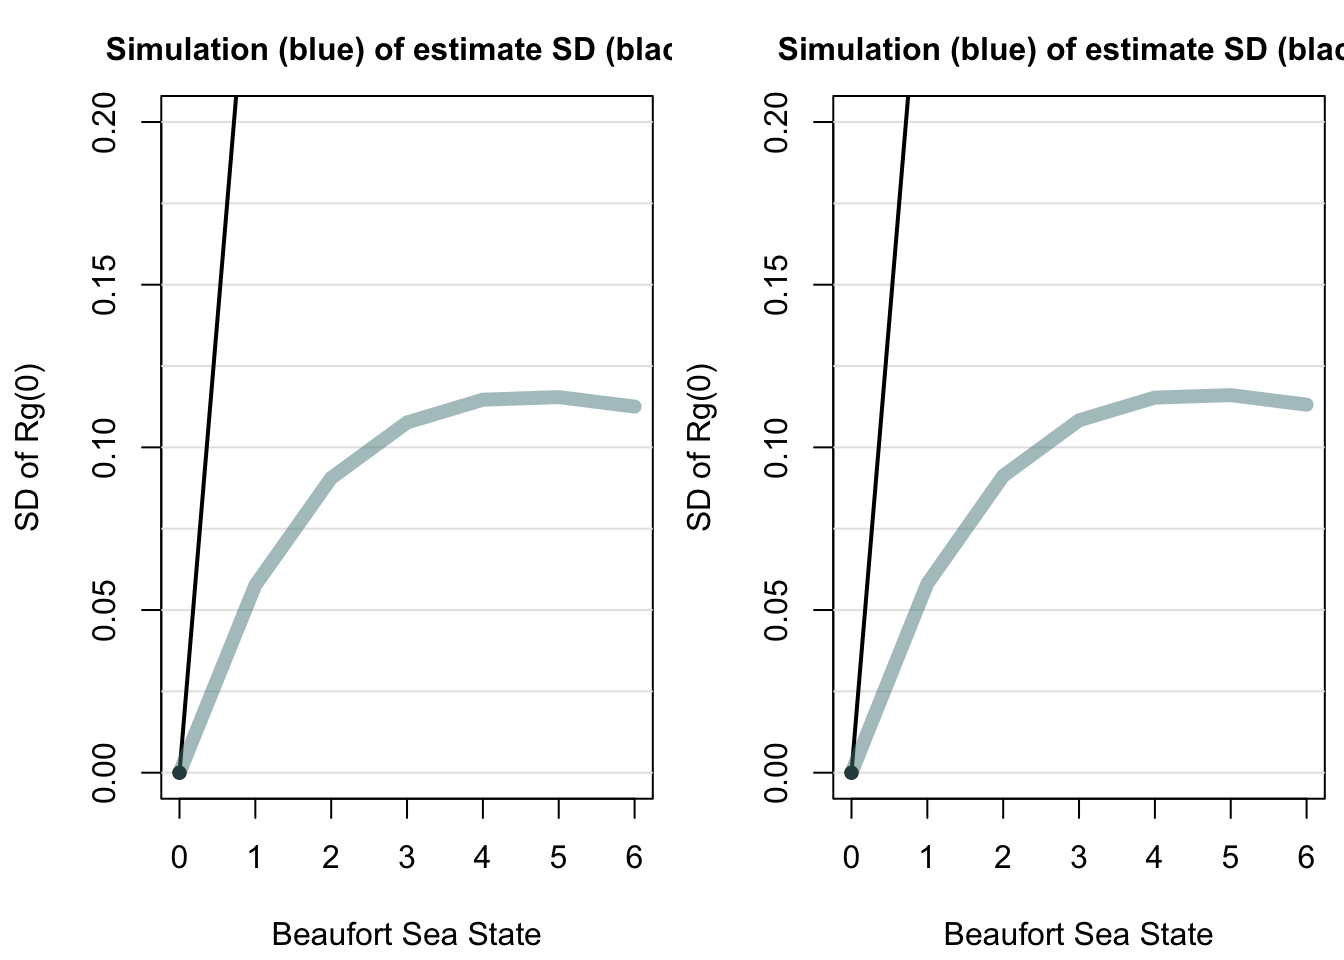 Simulation (blue) of estimate SD (blac
SD of Rg(0)
0.20
0.15
0.10
0.05
0.00
0 1 2 3 4 5 6
Beaufort Sea State
Simulation (blue) of estimate SD (blac
SD of Rg(0)
0.20
0.15
0.10
0.05
0.00
0 1 2 3 4 5 6
Beaufort Sea State